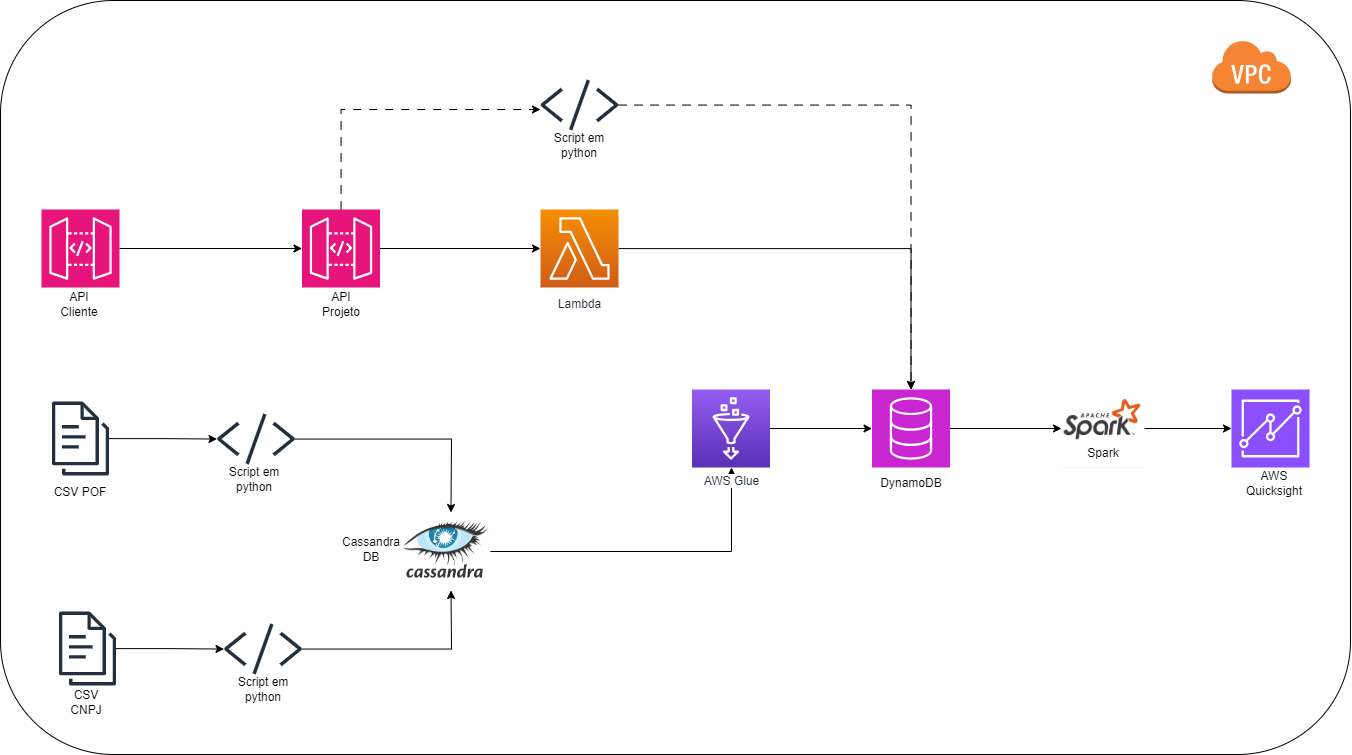 VPC
Script em
python
API
Cliente
API
Projeto
Lambda
CSV POF
Script em
python
AWS Glue
DynamoDB
APACHE
Spark
Spark
AWS
Quicksight
Cassandra
DB
cassandra
CSV
CNPJ
Script em
python